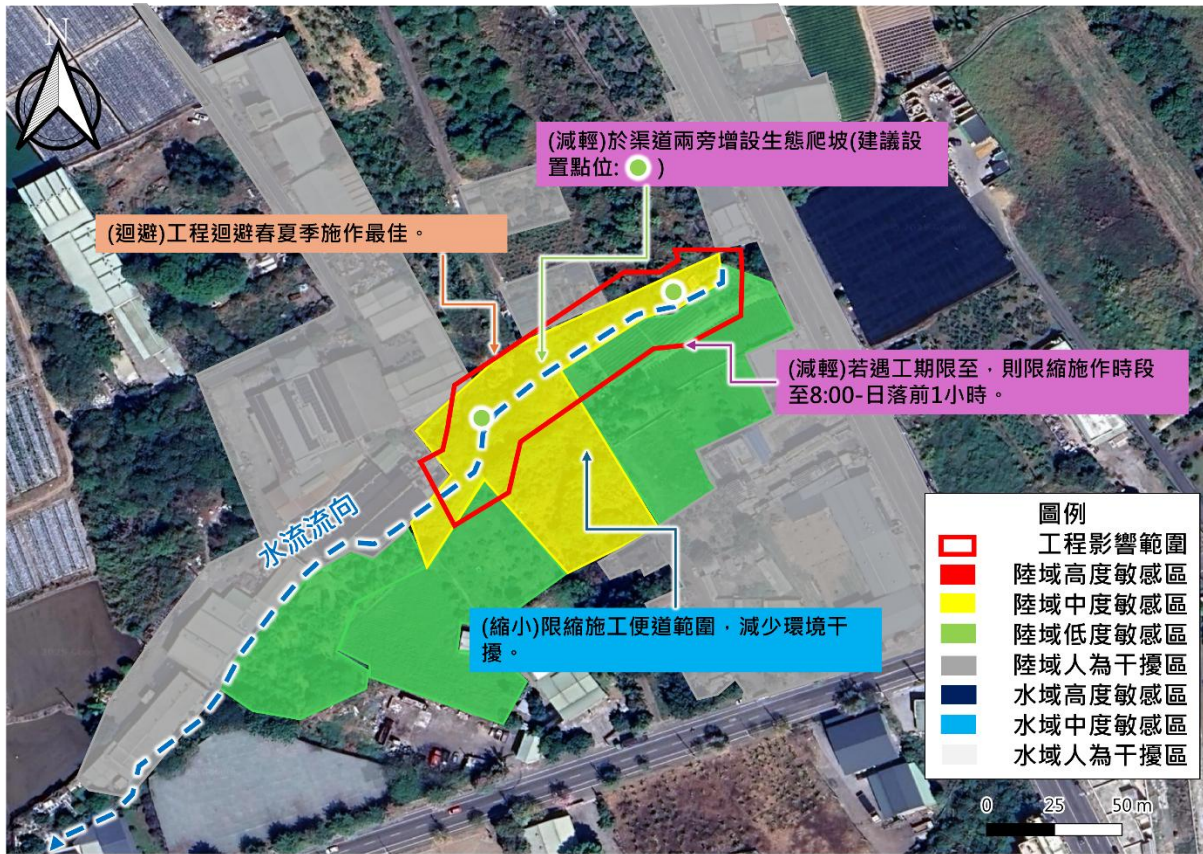 N
(減輕)於渠道兩旁增設生態爬坡(建議設
置點位: )
(迴避)工程迴避春夏季施作最佳。
(減輕)若遇工期限至，則限縮施作時段
至8:00-日落前1小時。
水流流向
(縮小)限縮施工便道範圍，減少環境干
擾。
圖例
工程影響範圍
陸域高度敏感區
陸域中度敏感區
陸域低度敏感區
陸域人為干擾區
水域高度敏感區
水域中度敏感區
水域人為干擾區
0 25 50 m